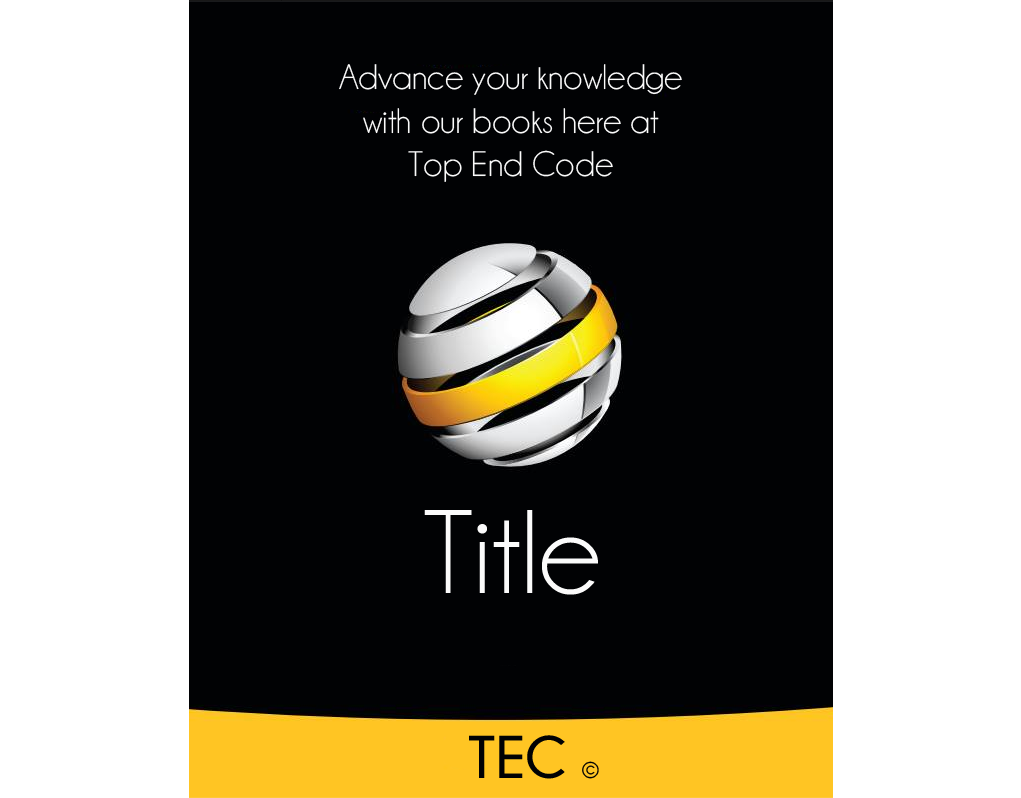 Advance your knowledge
with our books here at
Top End Code
Title
TEC ©